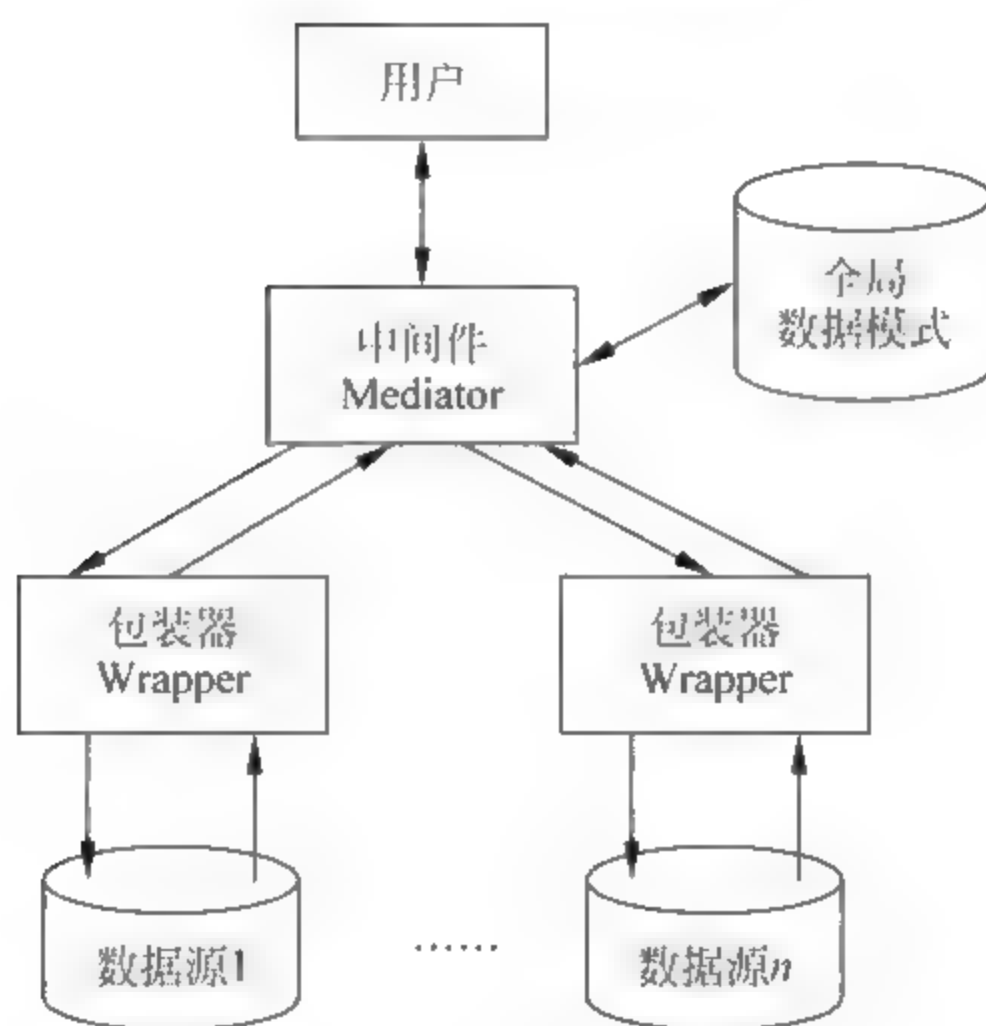 用户
全局
数据模式
中间件
Mediator
包装器
Wrapper
包装器
Wrapper
数据源1
……
数据源n